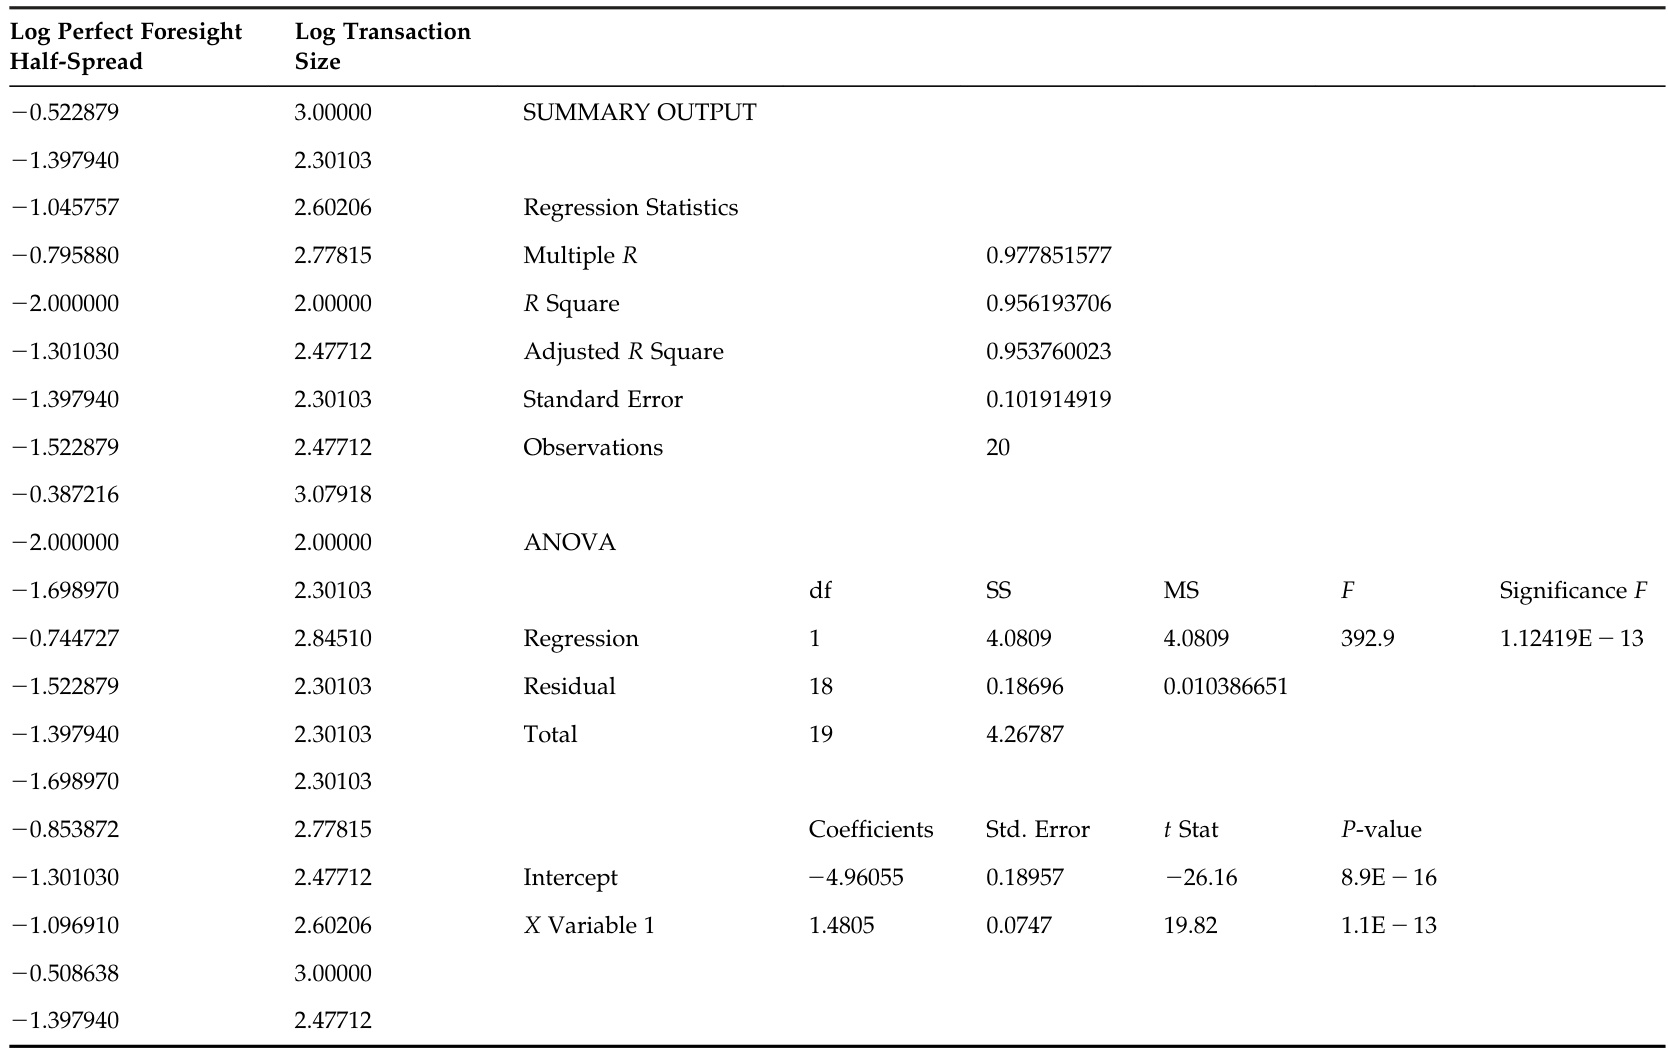 Log Perfect Foresight Log Transaction
Half-Spread Size
−0.522879 3.00000 SUMMARY OUTPUT
−1.397940 2.30103
−1.045757 2.60206 Regression Statistics
−0.795880 2.77815 Multiple R 0.977851577
−2.000000 2.00000 R Square 0.956193706
−1.301030 2.47712 Adjusted R Square 0.953760023
−1.397940 2.30103 Standard Error 0.101914919
−1.522879 2.47712 Observations 20
−0.387216 3.07918
−2.000000 2.00000 ANOVA
−1.698970 2.30103 df SS MS F Significance F
−0.744727 2.84510 Regression 1 4.0809 4.0809 392.9 1.12419E − 13
−1.522879 2.30103 Residual 18 0.18696 0.010386651
−1.397940 2.30103 Total 19 4.26787
−1.698970 2.30103
−0.853872 2.77815 Coefficients Std. Error t Stat P-value
−1.301030 2.47712 Intercept −4.96055 0.18957 −26.16 8.9E − 16
−1.096910 2.60206 X Variable 1 1.4805 0.0747 19.82 1.1E − 13
−0.508638 3.00000
−1.397940 2.47712